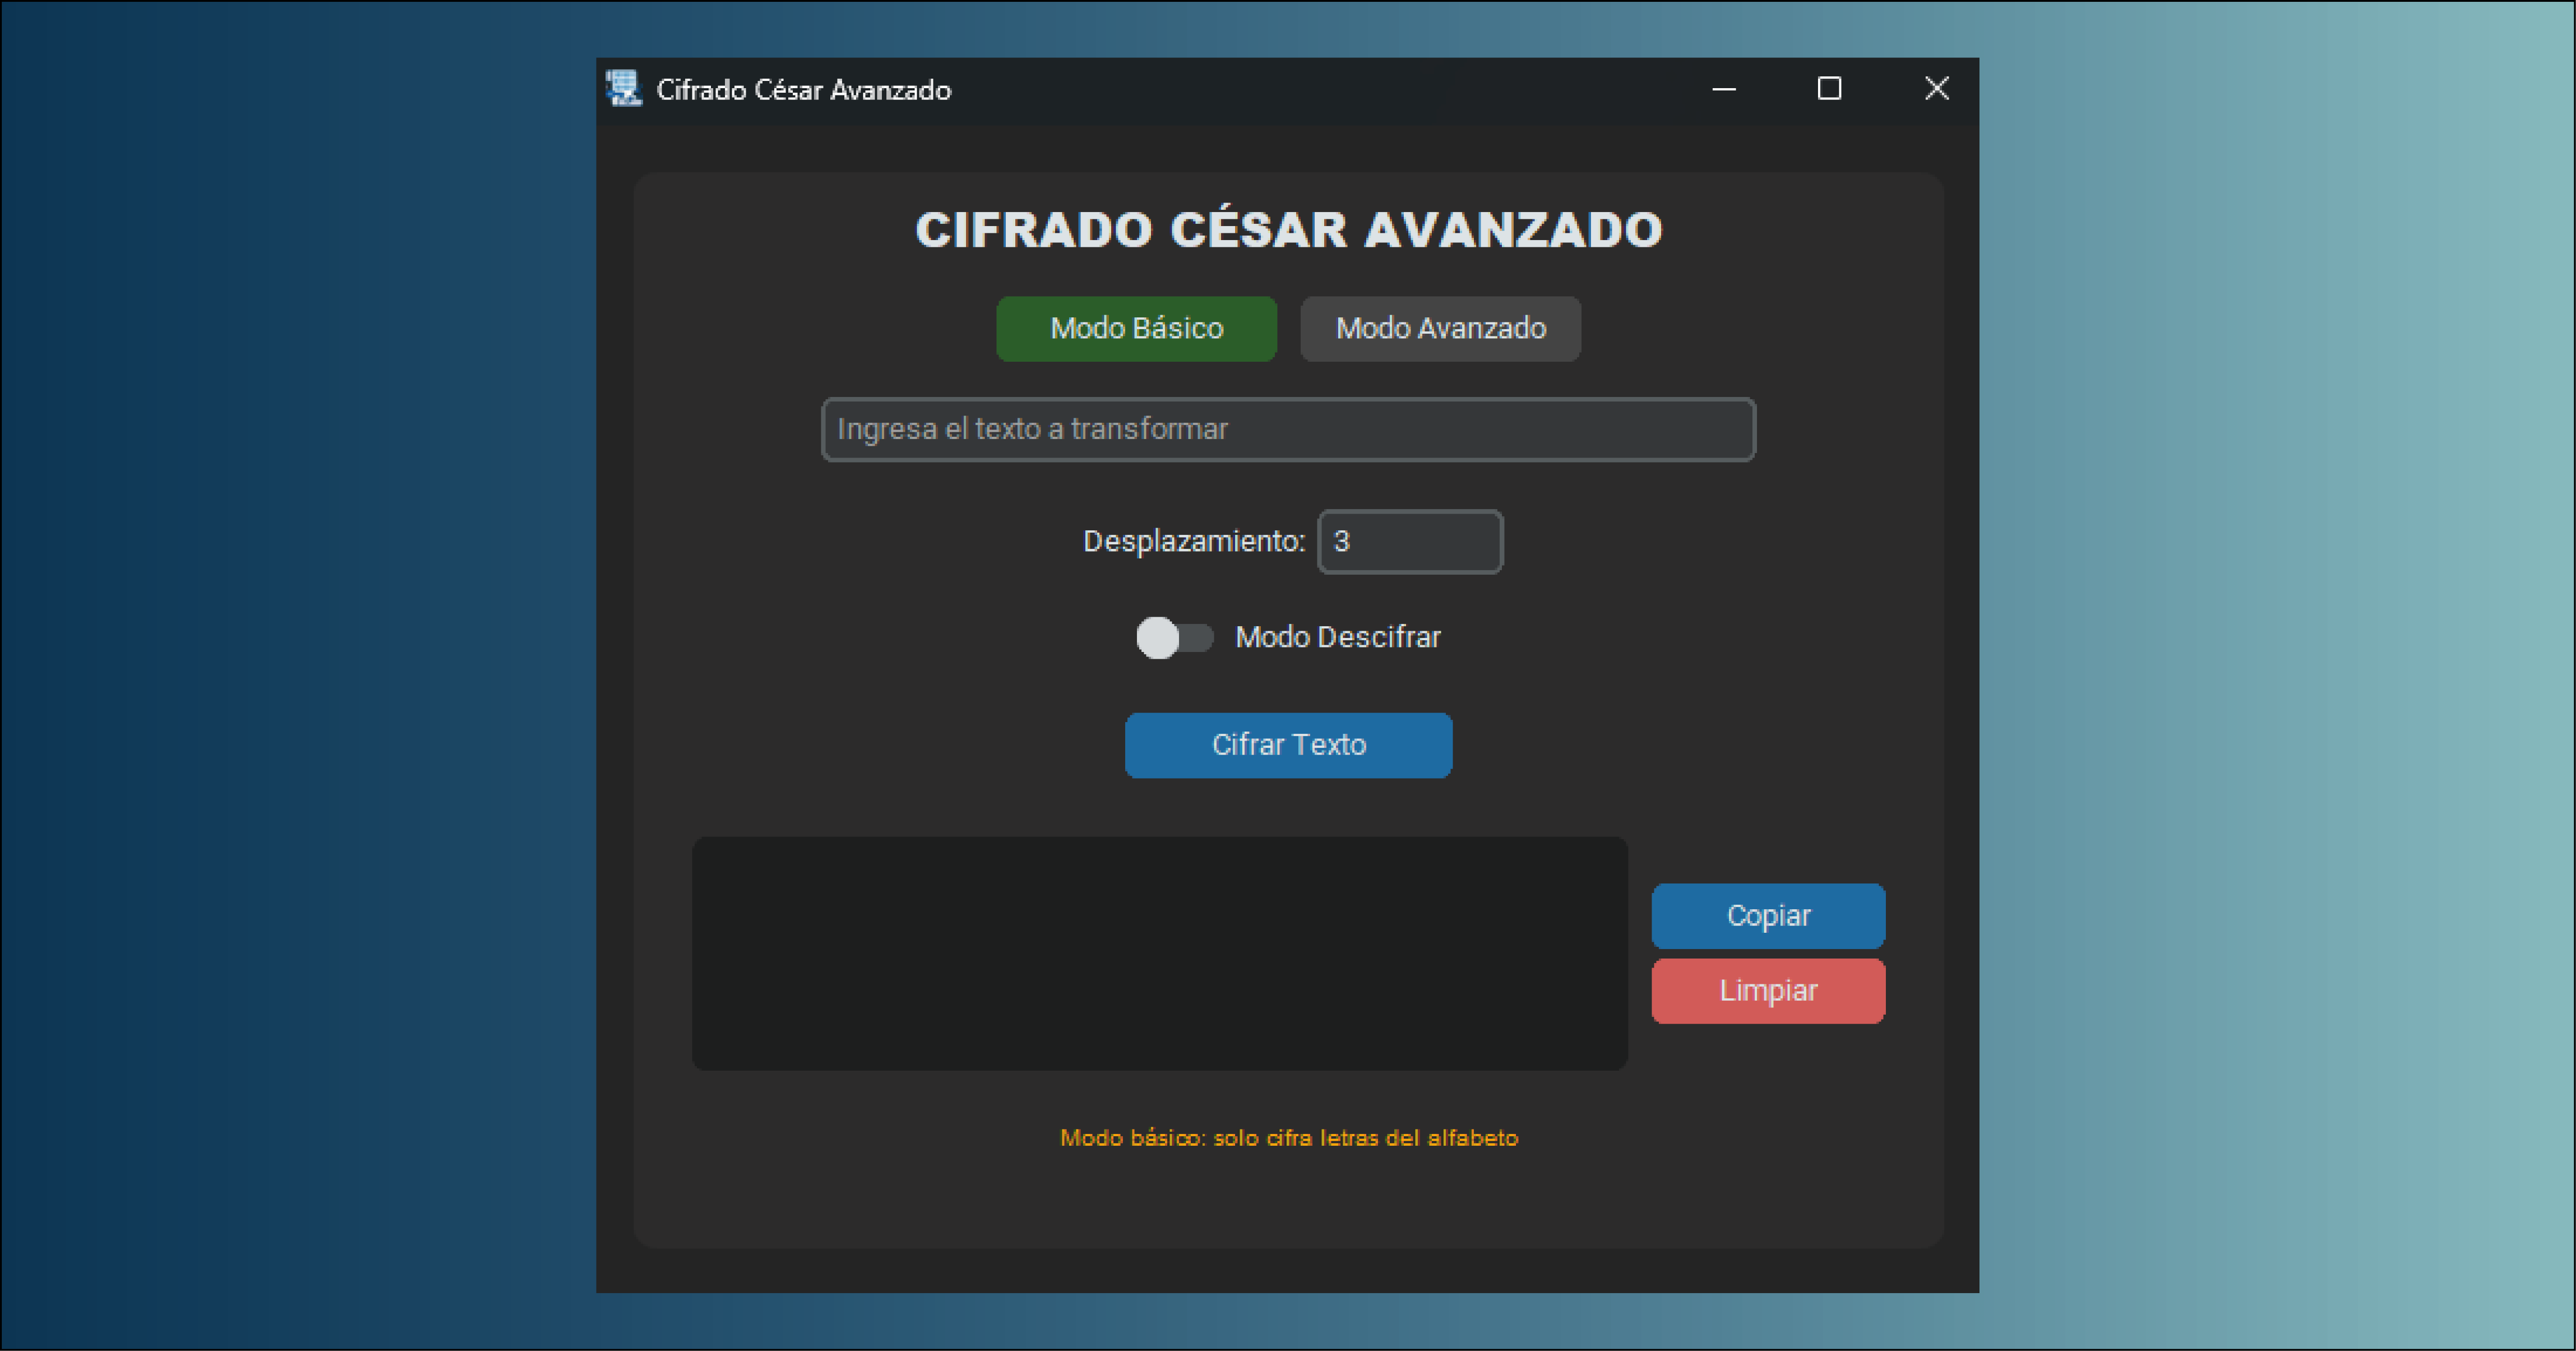 Cifrado César Avanzado
CIFRADO CÉSAR AVANZADO
Modo Básico
Modo Avanzado
Ingresa el texto a transformar
Desplazamiento: 3
Modo Descifrar
Cifrar Texto
Copiar
Limpiar
Modo básico: solo cifra letras del alfabeto